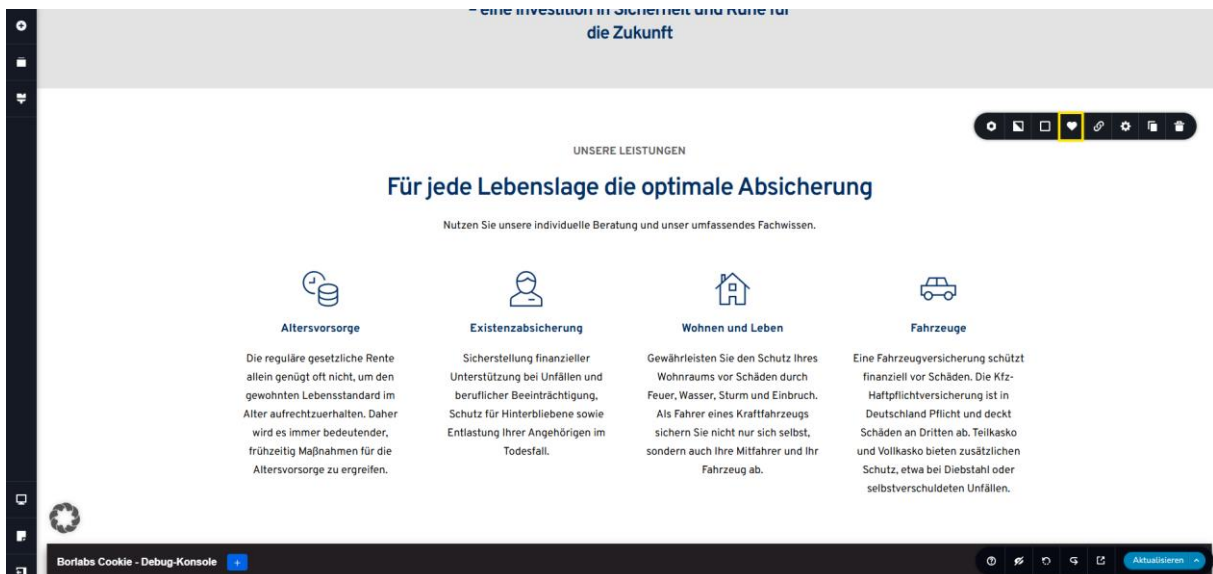 – eine Investition in Sicherheit und Ruhe für
die Zukunft
UNSERE LEISTUNGEN
Für jede Lebenslage die optimale Absicherung
Nutzen Sie unsere individuelle Beratung und unser umfassendes Fachwissen.
Altersvorsorge
Die reguläre gesetzliche Rente
allein genügt oft nicht, um den
gewohnten Lebensstandard im
Alter aufrechtzuerhalten. Daher
wird es immer bedeutender,
frühzeitig Maßnahmen für die
Altersvorsorge zu ergreifen.
Existenzabsicherung
Sicherstellung finanzieller
Unterstützung bei Unfällen und
beruflicher Beeinträchtigung,
Schutz für Hinterbliebene sowie
Entlastung Ihrer Angehörigen im
Todesfall.
Wohnen und Leben
Gewährleisten Sie den Schutz Ihres
Wohnraums vor Schäden durch
Feuer, Wasser, Sturm und Einbruch.
Als Fahrer eines Kraftfahrzeugs
sichern Sie nicht nur sich selbst,
sondern auch Ihre Mitfahrer und Ihr
Fahrzeug ab.
Fahrzeuge
Eine Fahrzeugversicherung schützt
finanziell vor Schäden. Die Kfz-
Haftpflichtversicherung ist in
Deutschland Pflicht und deckt
Schäden an Dritten ab. Teilkasko
und Vollkasko bieten zusätzlichen
Schutz, etwa bei Diebstahl oder
selbstverschuldeten Unfällen.
Borlabs Cookie - Debug-Konsole +
Aktualisieren